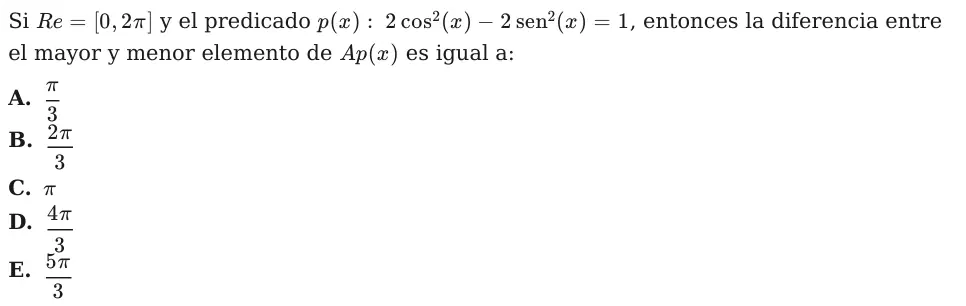 Si Re = [0, 2π] y el predicado p(x) : 2 cos²(x) − 2 sen²(x) = 1, entonces la diferencia entre
el mayor y menor elemento de Ap(x) es igual a:
A. π/3
B. 2π/3
C. π
D. 4π/3
E. 5π/3